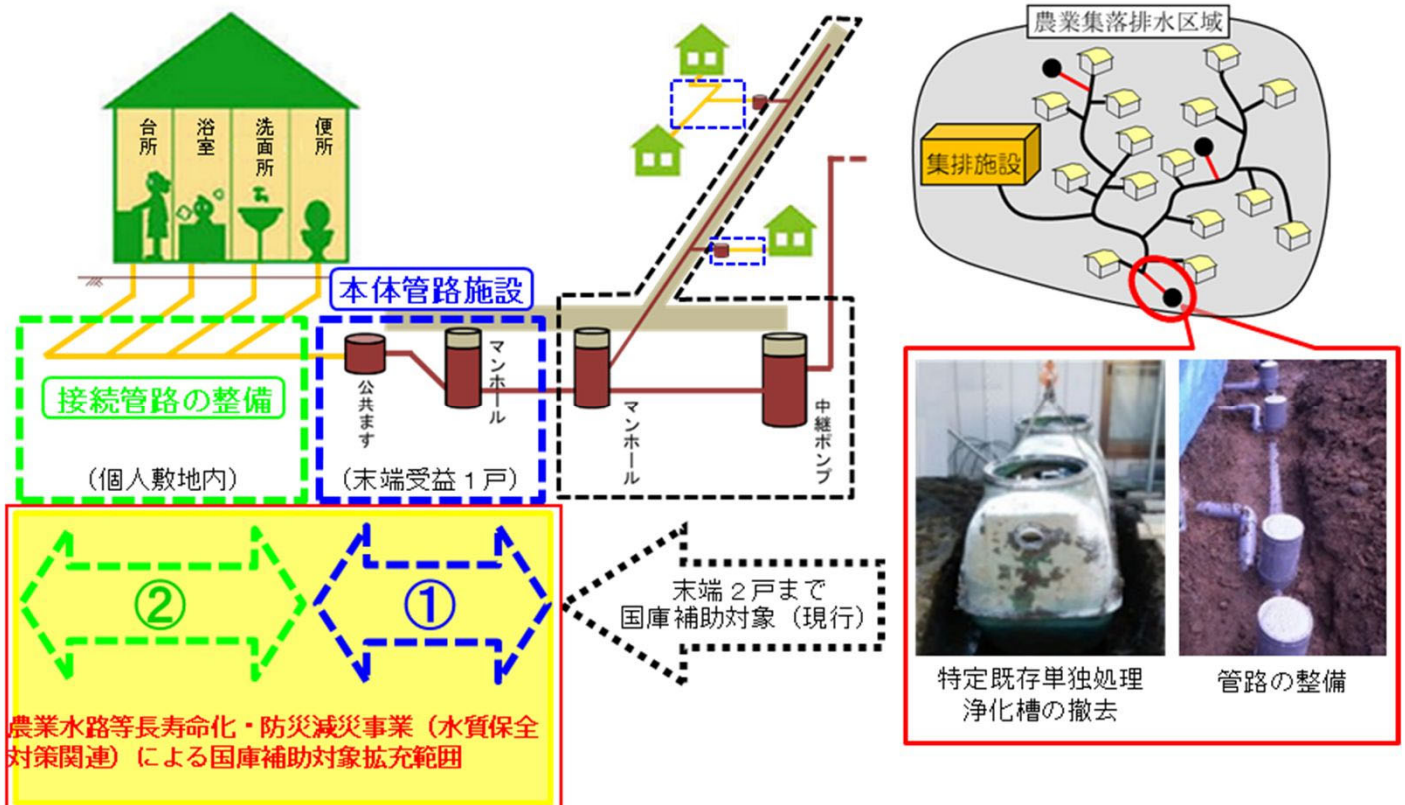 台所
浴室
洗面所
便所
本体管路施設
接続管路の整備
公共ます
マンホール
マンホール
中継ポンプ
（個人敷地内）
（末端受益１戸）
②
①
末端２戸まで
国庫補助対象（現行）
農業水路等長寿命化・防災減災事業（水質保全
対策関連）による国庫補助対象拡充範囲
農業集落排水区域
集排施設
特定既存単独処理
浄化槽の撤去
管路の整備